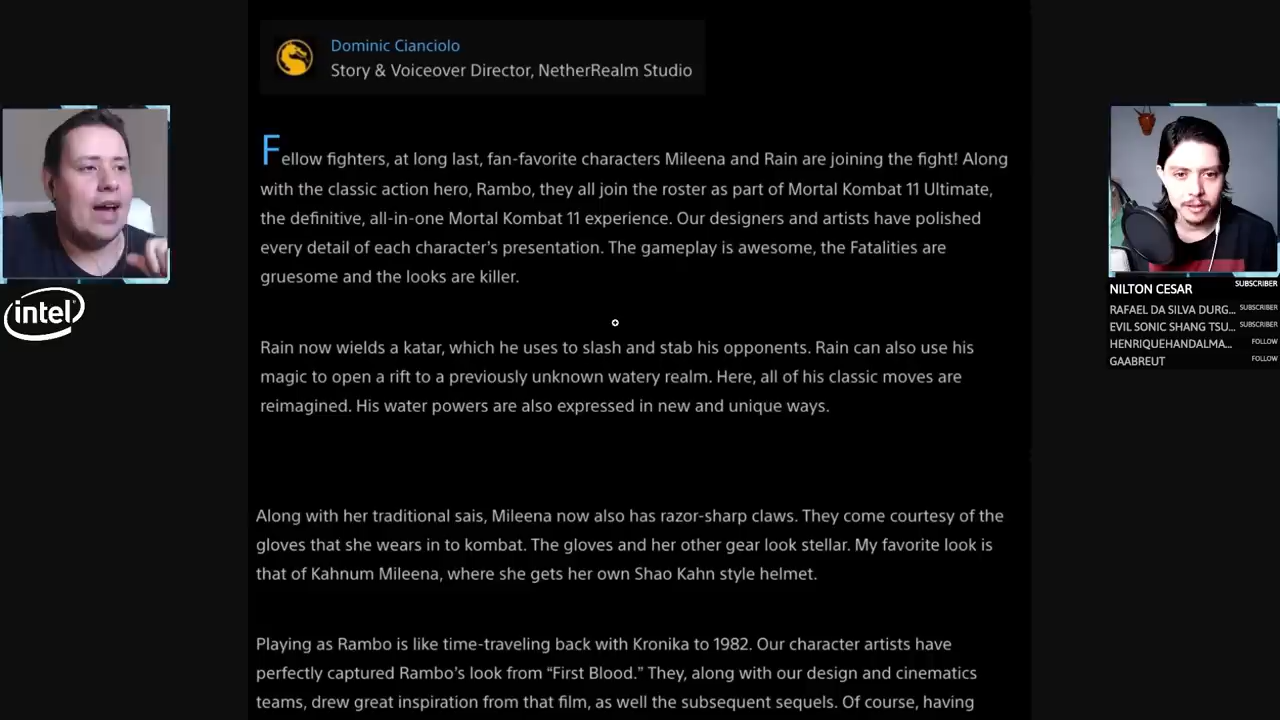 Dominic Cianciolo
Story & Voiceover Director, NetherRealm Studio
Fellow fighters, at long last, fan-favorite characters Mileena and Rain are joining the fight! Along
with the classic action hero, Rambo, they all join the roster as part of Mortal Kombat 11 Ultimate,
the definitive, all-in-one Mortal Kombat 11 experience. Our designers and artists have polished
every detail of each character's presentation. The gameplay is awesome, the Fatalities are
gruesome and the looks are killer.
Rain now wields a katar, which he uses to slash and stab his opponents. Rain can also use his
magic to open a rift to a previously unknown watery realm. Here, all of his classic moves are
reimagined. His water powers are also expressed in new and unique ways.
Along with her traditional sais, Mileena now also has razor-sharp claws. They come courtesy of the
gloves that she wears in to kombat. The gloves and her other gear look stellar. My favorite look is
that of Kahnum Mileena, where she gets her own Shao Kahn style helmet.
Playing as Rambo is like time-traveling back with Kronika to 1982. Our character artists have
perfectly captured Rambo's look from “First Blood.” They, along with our design and cinematics
teams, drew great inspiration from that film, as well the subsequent sequels. Of course, having
intel
NILTON CESAR SUBSCRIBER
RAFAEL DA SILVA DURG... SUBSCRIBER
EVIL SONIC SHANG TSU... SUBSCRIBER
HENRIQUEHANDALMA... FOLLOW
GAABREUT FOLLOW